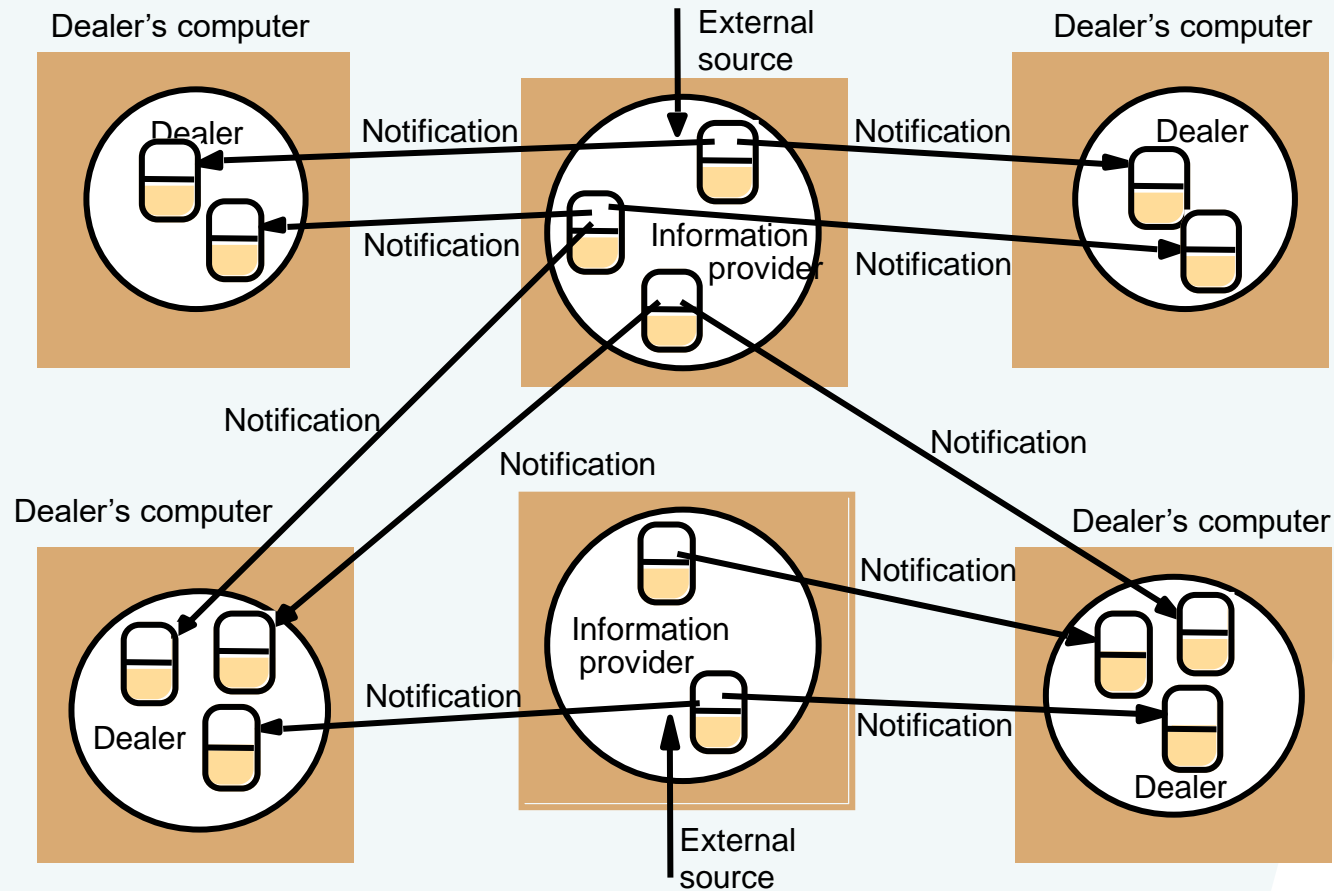 Dealer’s computer
External
source
Dealer’s computer
Notification
Notification
Dealer
Dealer
Notification
Information
provider
Notification
Notification
Notification
Notification
Dealer’s computer
Dealer’s computer
Notification
Information
provider
Notification
Notification
Dealer
Dealer
External
source